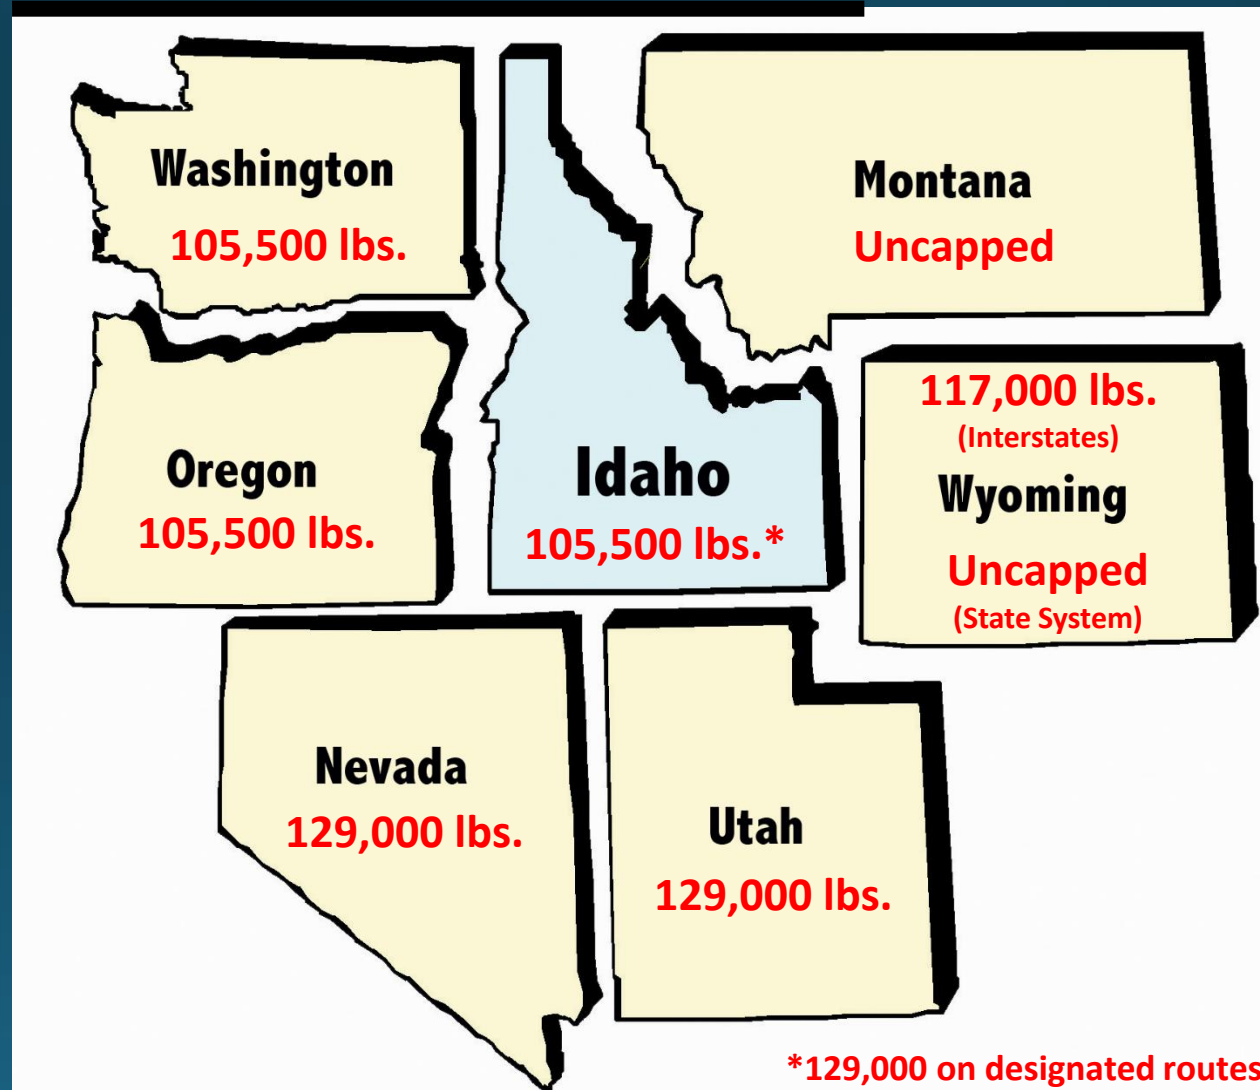 Washington
105,500 lbs.
Montana
Uncapped
Oregon
105,500 lbs.
Idaho
105,500 lbs.*
117,000 lbs.
(Interstates)
Wyoming
Uncapped
(State System)
Nevada
129,000 lbs.
Utah
129,000 lbs.
*129,000 on designated routes